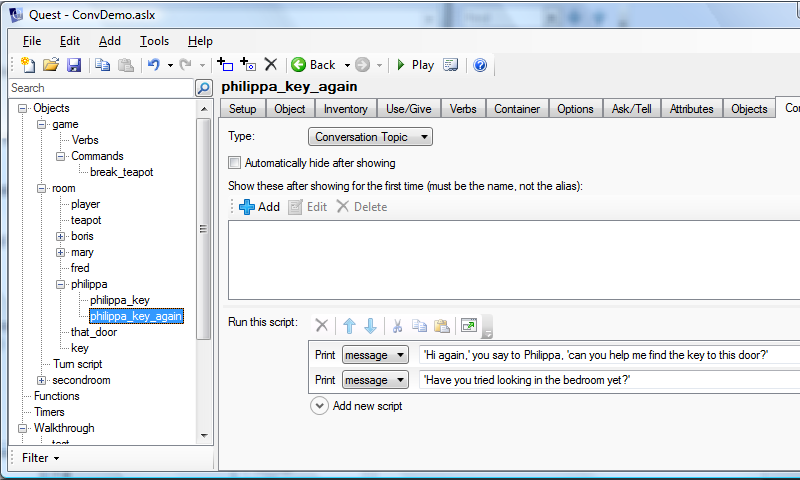 Quest - ConvDemo.aslx
File Edit Add Tools Help
Back Play
Search
philippa_key_again
Setup Object Inventory Use/Give Verbs Container Options Ask/Tell Attributes Objects Co
Objects
game
Verbs
Commands
break_teapot
room
player
teapot
boris
mary
fred
philippa
philippa_key
philippa_key_again
that_door
key
Turn script
secondroom
Functions
Timers
Walkthrough
Filter
Type: Conversation Topic
Automatically hide after showing
Show these after showing for the first time (must be the name, not the alias):
Add Edit Delete
Run this script:
Print message 'Hi again,' you say to Philippa, 'can you help me find the key to this door?'
Print message 'Have you tried looking in the bedroom yet?'
Add new script